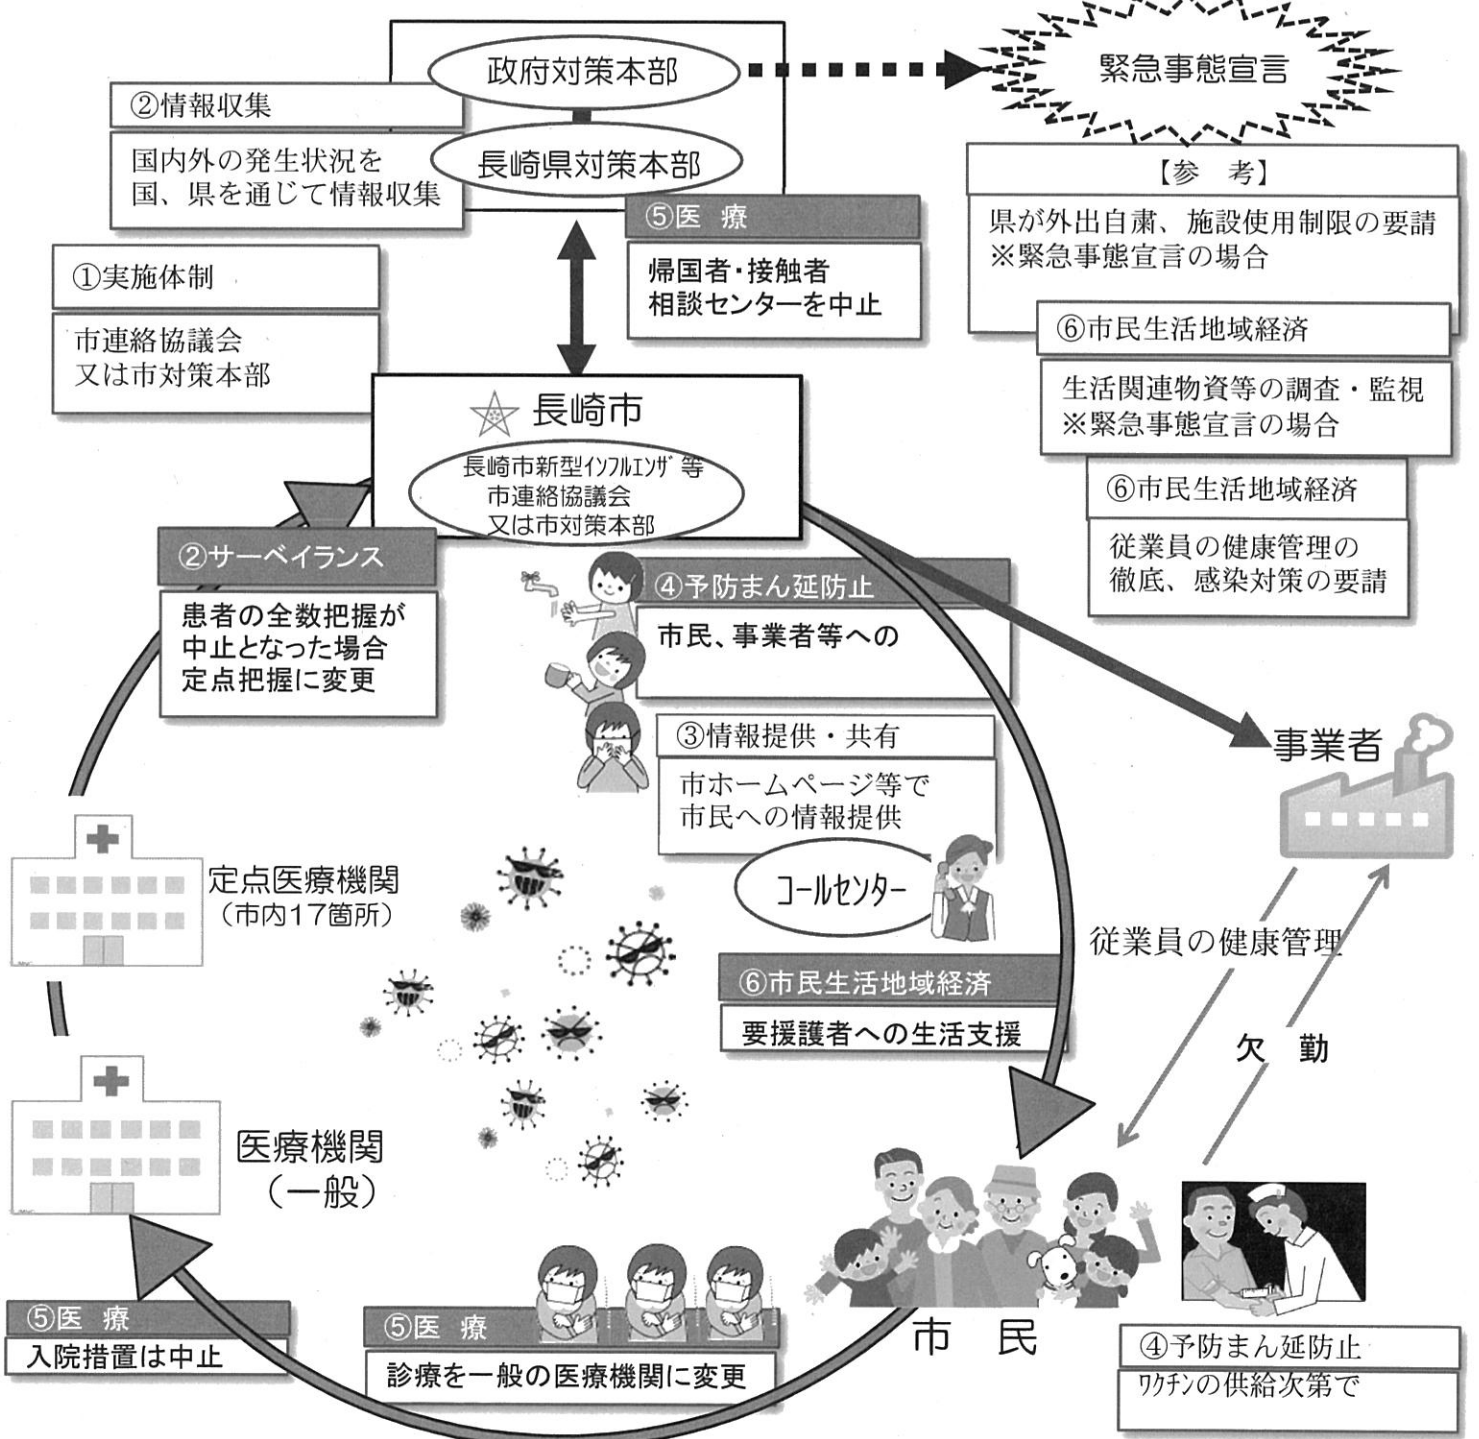 政府対策本部
長崎県対策本部
緊急事態宣言
②情報収集
国内外の発生状況を
国、県を通じて情報収集
【参　考】
県が外出自粛、施設使用制限の要請
※緊急事態宣言の場合
⑤医 療
帰国者・接触者
相談センターを中止
①実施体制
市連絡協議会
又は市対策本部
⑥市民生活地域経済
生活関連物資等の調査・監視
※緊急事態宣言の場合
長崎市
長崎市新型インフルエンザ等
市連絡協議会
又は市対策本部
⑥市民生活地域経済
従業員の健康管理の
徹底、感染対策の要請
②サーベイランス
患者の全数把握が
中止となった場合
定点把握に変更
④予防まん延防止
市民、事業者等への
③情報提供・共有
市ホームページ等で
市民への情報提供
コールセンター
事業者
定点医療機関
（市内17箇所）
従業員の健康管理
⑥市民生活地域経済
要援護者への生活支援
欠　勤
医療機関
（一般）
⑤医 療
入院措置は中止
⑤医 療
診療を一般の医療機関に変更
市　民
④予防まん延防止
ワクチンの供給次第で